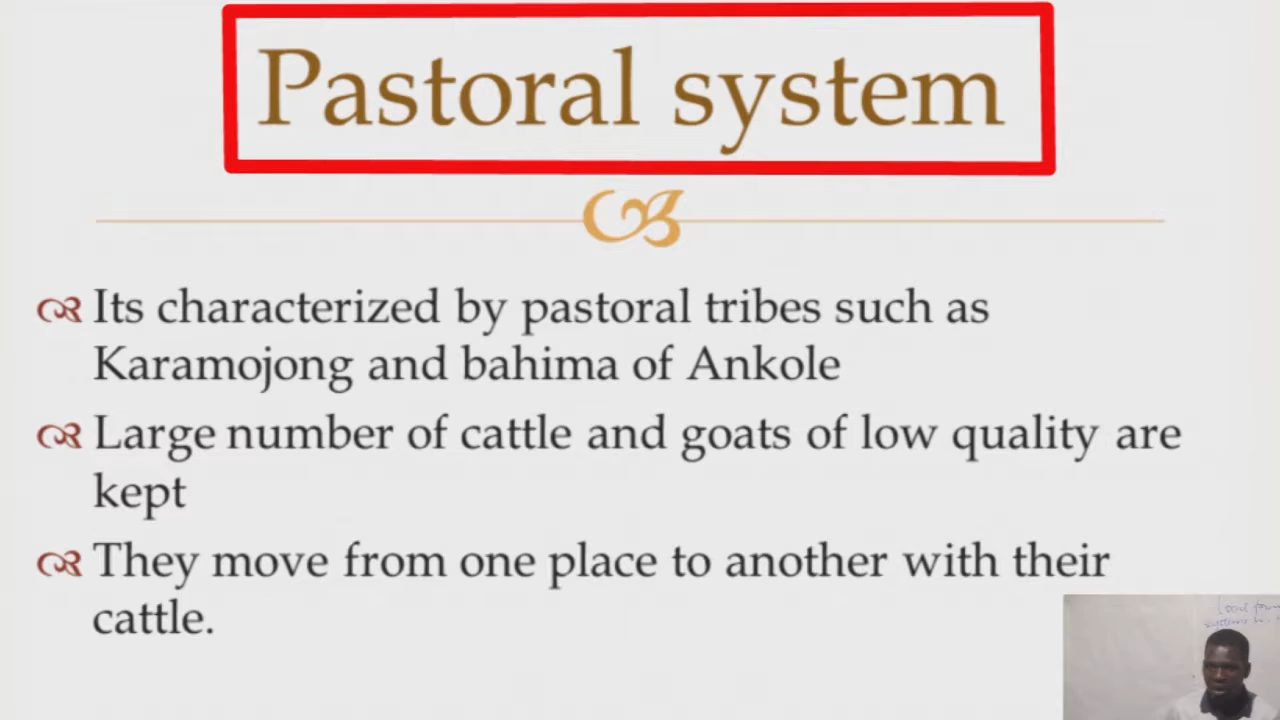 Pastoral system
Its characterized by pastoral tribes such as
Karamojong and bahima of Ankole
Large number of cattle and goats of low quality are
kept
They move from one place to another with their
cattle.